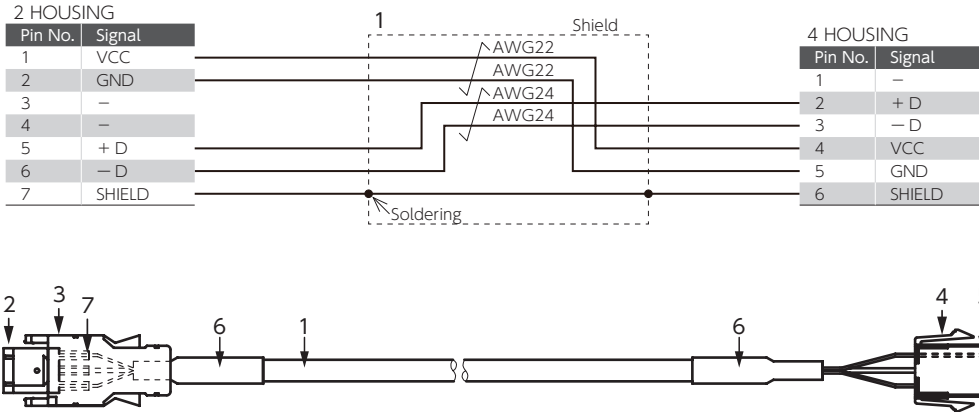 2 HOUSING
Pin No. Signal
1 VCC
2 GND
3 −
4 −
5 + D
6 − D
7 SHIELD
1
Shield
AWG22
AWG22
AWG24
AWG24
Soldering
4 HOUSING
Pin No. Signal
1 −
2 + D
3 − D
4 VCC
5 GND
6 SHIELD
2 3 7 6 1 6 4